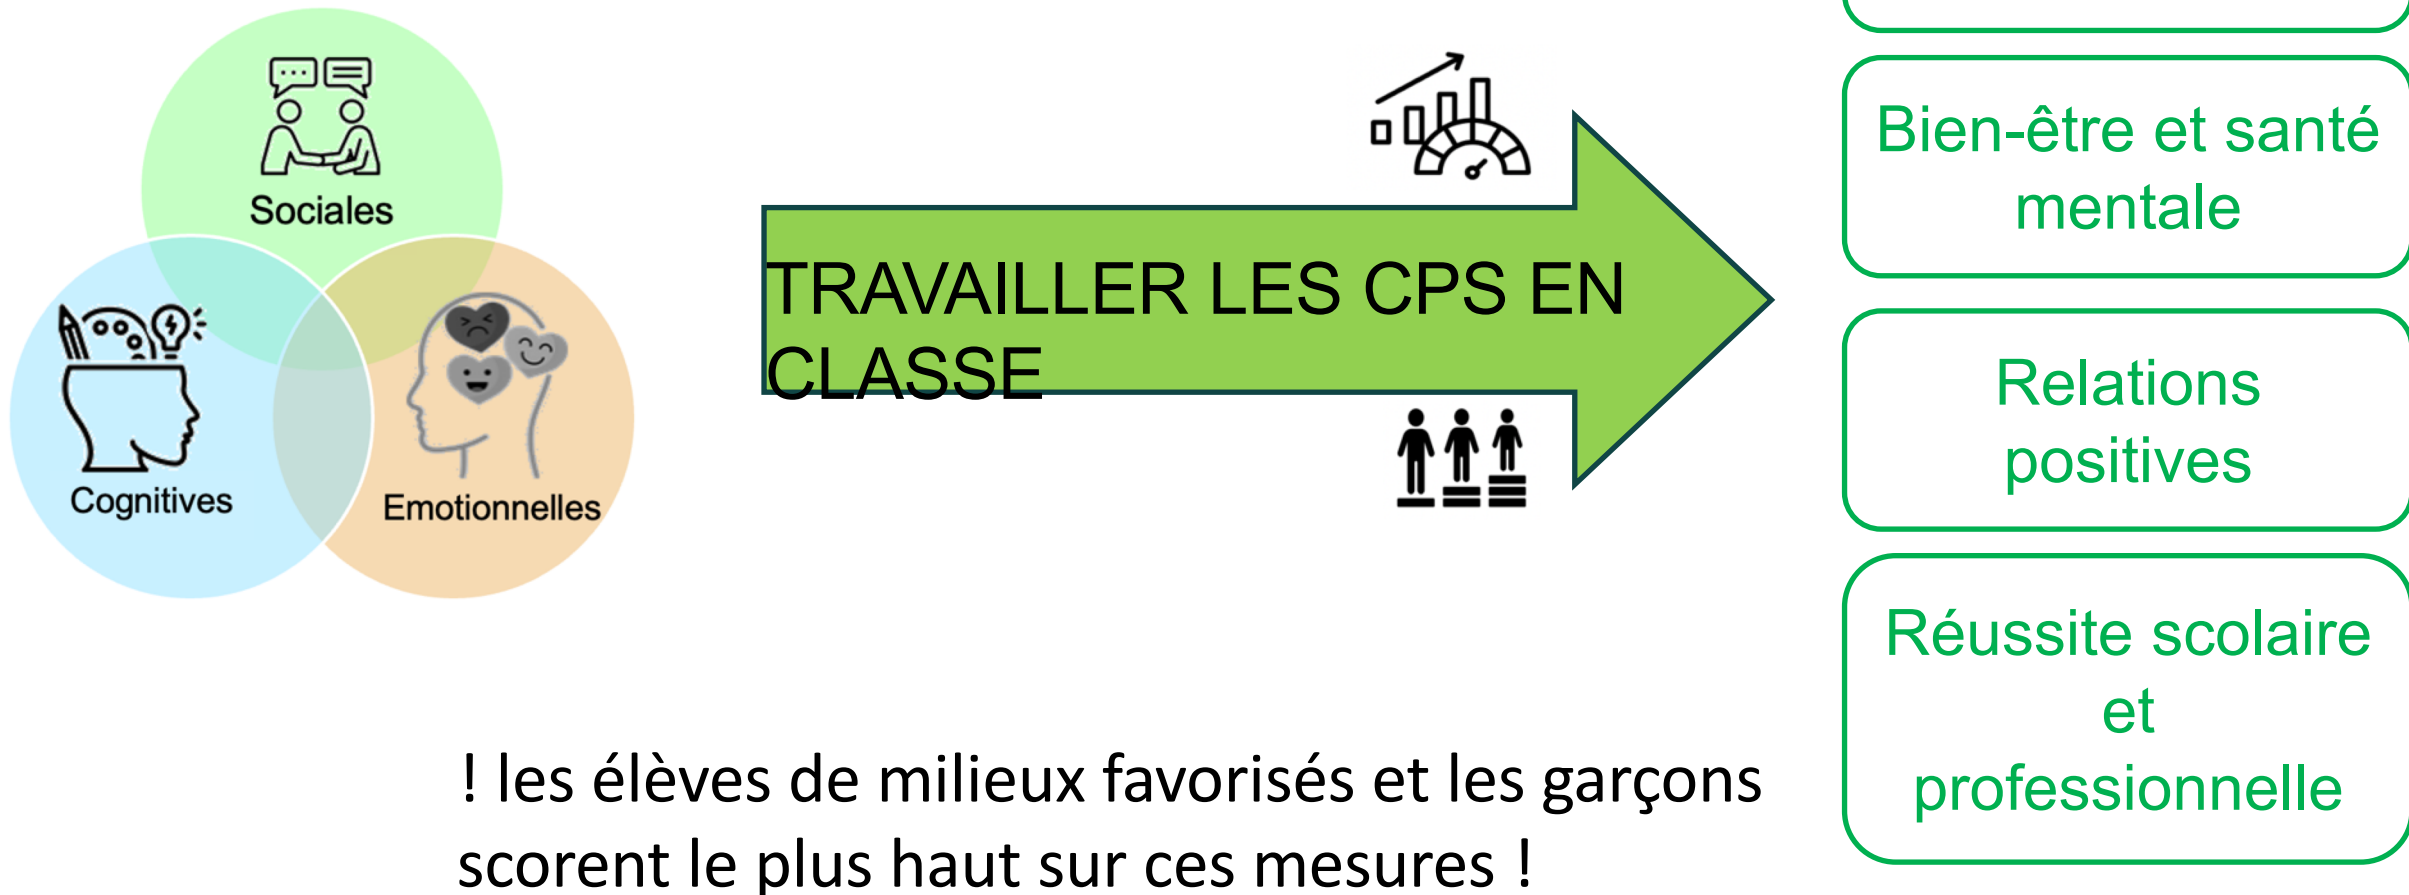 Sociales
Cognitives
Emotionnelles
TRAVAILLER LES CPS EN
CLASSE
Bien-être et santé
mentale
Relations
positives
Réussite scolaire
et
professionnelle
! les élèves de milieux favorisés et les garçons
scorent le plus haut sur ces mesures !